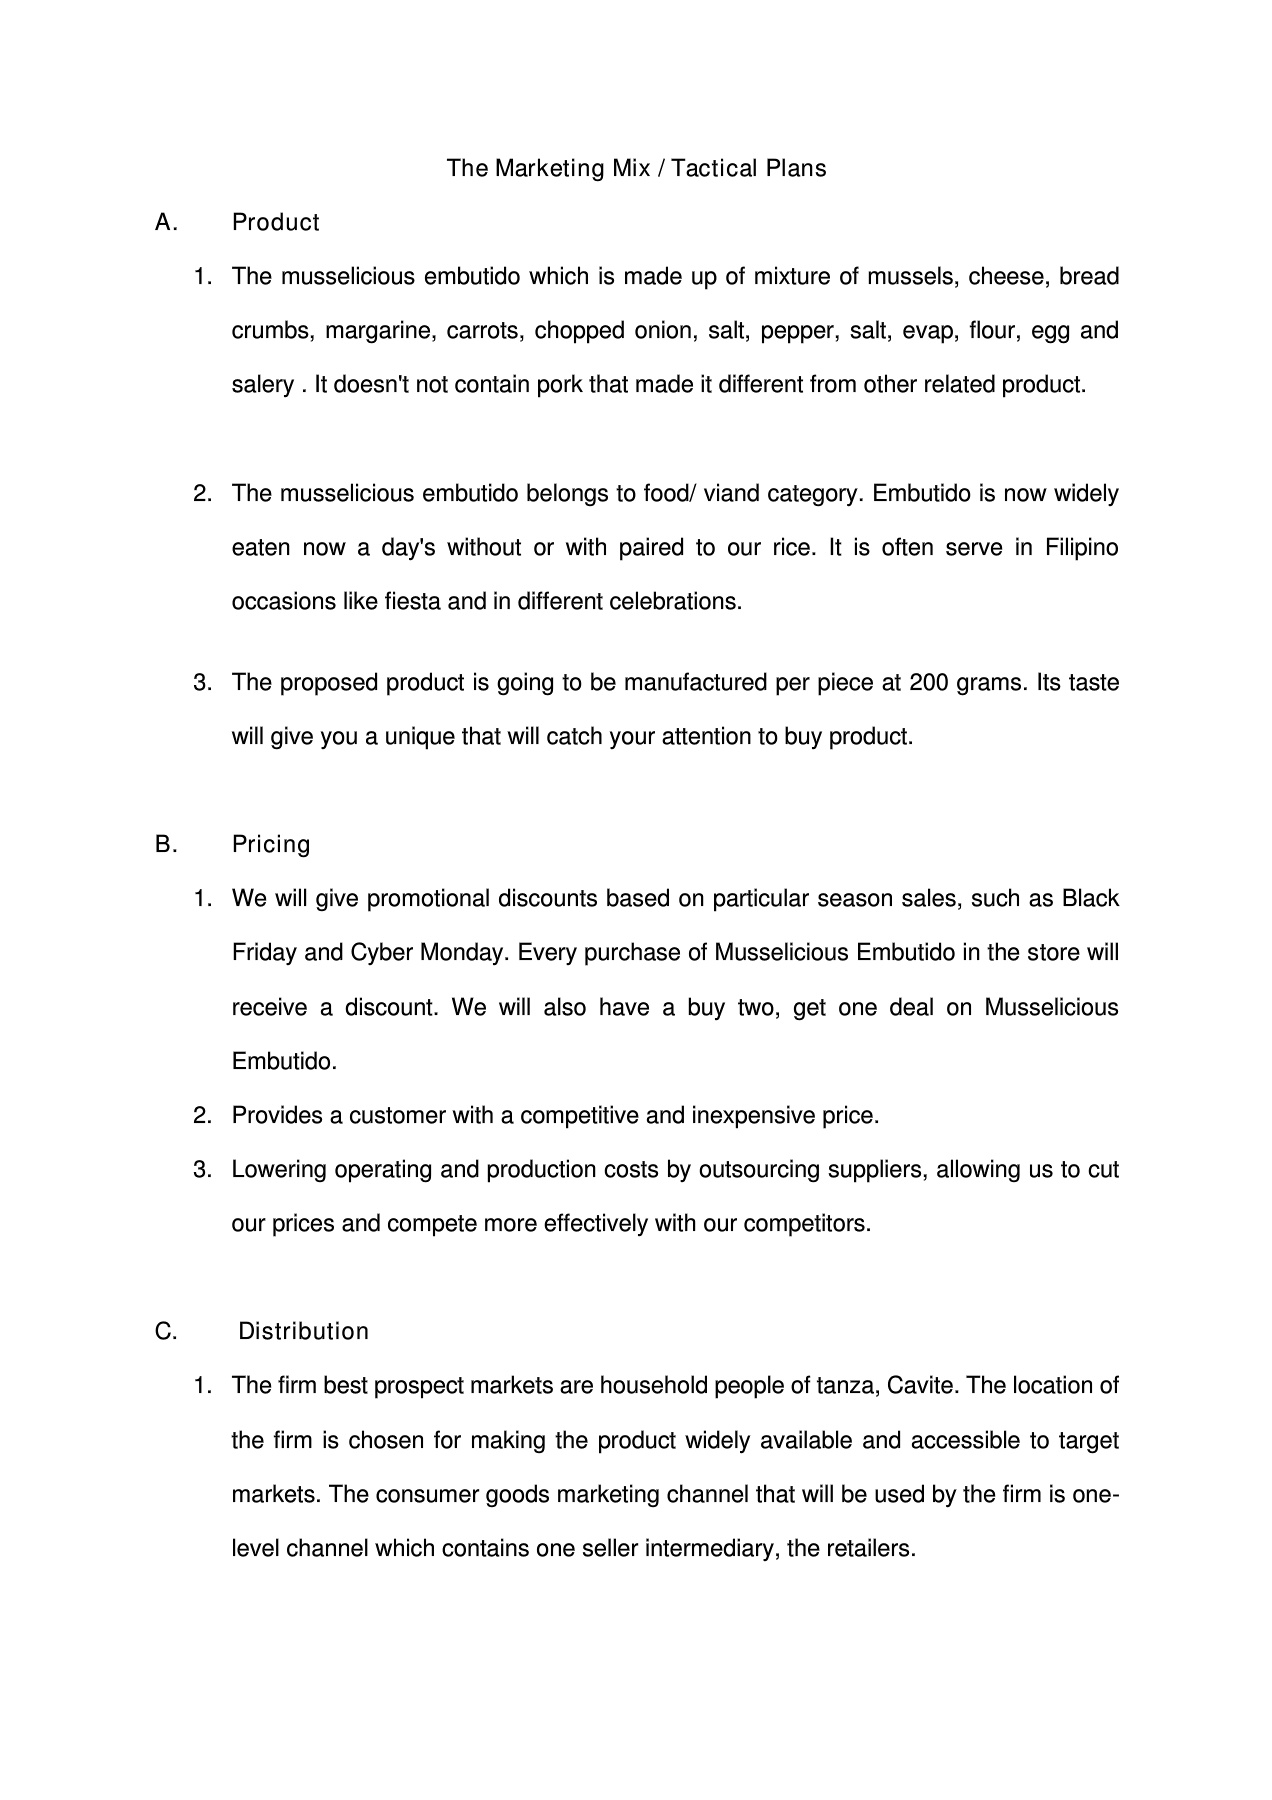 The Marketing Mix / Tactical Plans
A. Product
1. The musselicious embutido which is made up of mixture of mussels, cheese, bread
crumbs, margarine, carrots, chopped onion, salt, pepper, salt, evap, flour, egg and
salery . It doesn't not contain pork that made it different from other related product.
2. The musselicious embutido belongs to food/ viand category. Embutido is now widely
eaten now a day's without or with paired to our rice. It is often serve in Filipino
occasions like fiesta and in different celebrations.
3. The proposed product is going to be manufactured per piece at 200 grams. Its taste
will give you a unique that will catch your attention to buy product.
B. Pricing
1. We will give promotional discounts based on particular season sales, such as Black
Friday and Cyber Monday. Every purchase of Musselicious Embutido in the store will
receive a discount. We will also have a buy two, get one deal on Musselicious
Embutido.
2. Provides a customer with a competitive and inexpensive price.
3. Lowering operating and production costs by outsourcing suppliers, allowing us to cut
our prices and compete more effectively with our competitors.
C. Distribution
1. The firm best prospect markets are household people of tanza, Cavite. The location of
the firm is chosen for making the product widely available and accessible to target
markets. The consumer goods marketing channel that will be used by the firm is one-
level channel which contains one seller intermediary, the retailers.